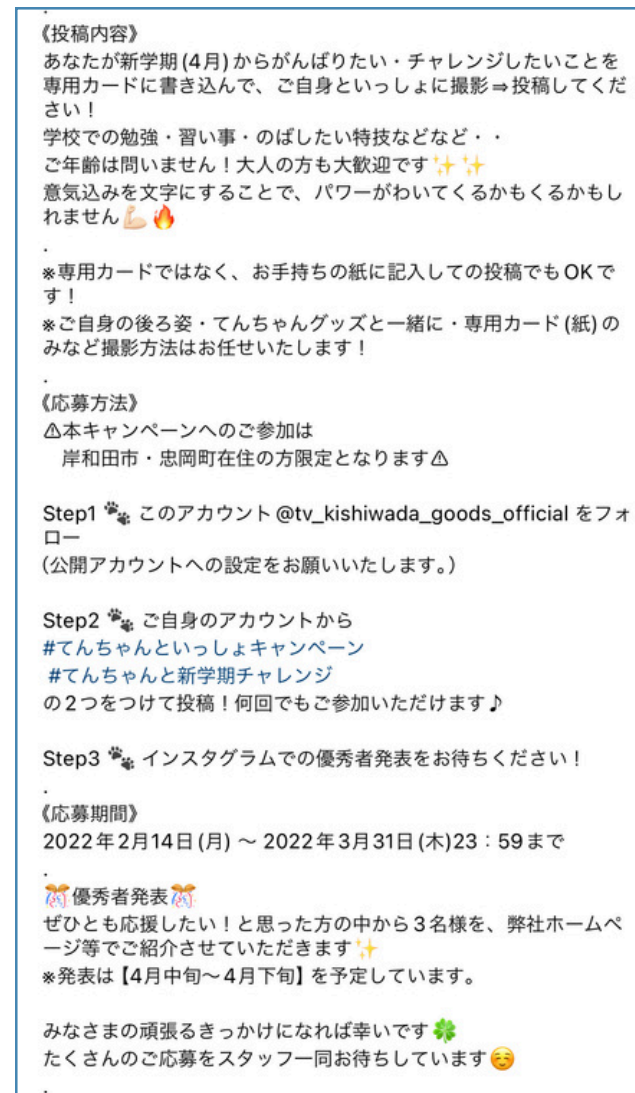 .
《投稿内容》
あなたが新学期(4月)からがんばりたい・チャレンジしたいことを
専用カードに書き込んで、ご自身といっしょに撮影⇒投稿してくだ
さい！
学校での勉強・習い事・のばしたい特技などなど・・
ご年齢は問いません！大人の方も大歓迎です✨✨
意気込みを文字にすることで、パワーがわいてくるかもくるかもし
れません💪🏻🔥
.
※専用カードではなく、お手持ちの紙に記入しての投稿でもOKで
す！
※ご自身の後ろ姿・てんちゃんグッズと一緒に・専用カード(紙)の
みなど撮影方法はお任せいたします！
.
《応募方法》
⚠本キャンペーンへのご参加は
　岸和田市・忠岡町在住の方限定となります⚠
Step1 🐾 このアカウント@tv_kishiwada_goods_official をフォ
ロー
（公開アカウントへの設定をお願いいたします。）
Step2 🐾 ご自身のアカウントから
#てんちゃんといっしょキャンペーン
#てんちゃんと新学期チャレンジ
の2つをつけて投稿！何回でもご参加いただけます♪
Step3 🐾 インスタグラムでの優秀者発表をお待ちください！
.
《応募期間》
2022年2月14日(月) ～ 2022年3月31日(木)23：59まで
.
🎊優秀者発表🎊
ぜひとも応援したい！と思った方の中から3名様を、弊社ホームペ
ージ等でご紹介させていただきます✨
※発表は【4月中旬～4月下旬】を予定しています。
みなさまの頑張るきっかけになれば幸いです🍀
たくさんのご応募をスタッフ一同お待ちしています☺️
.